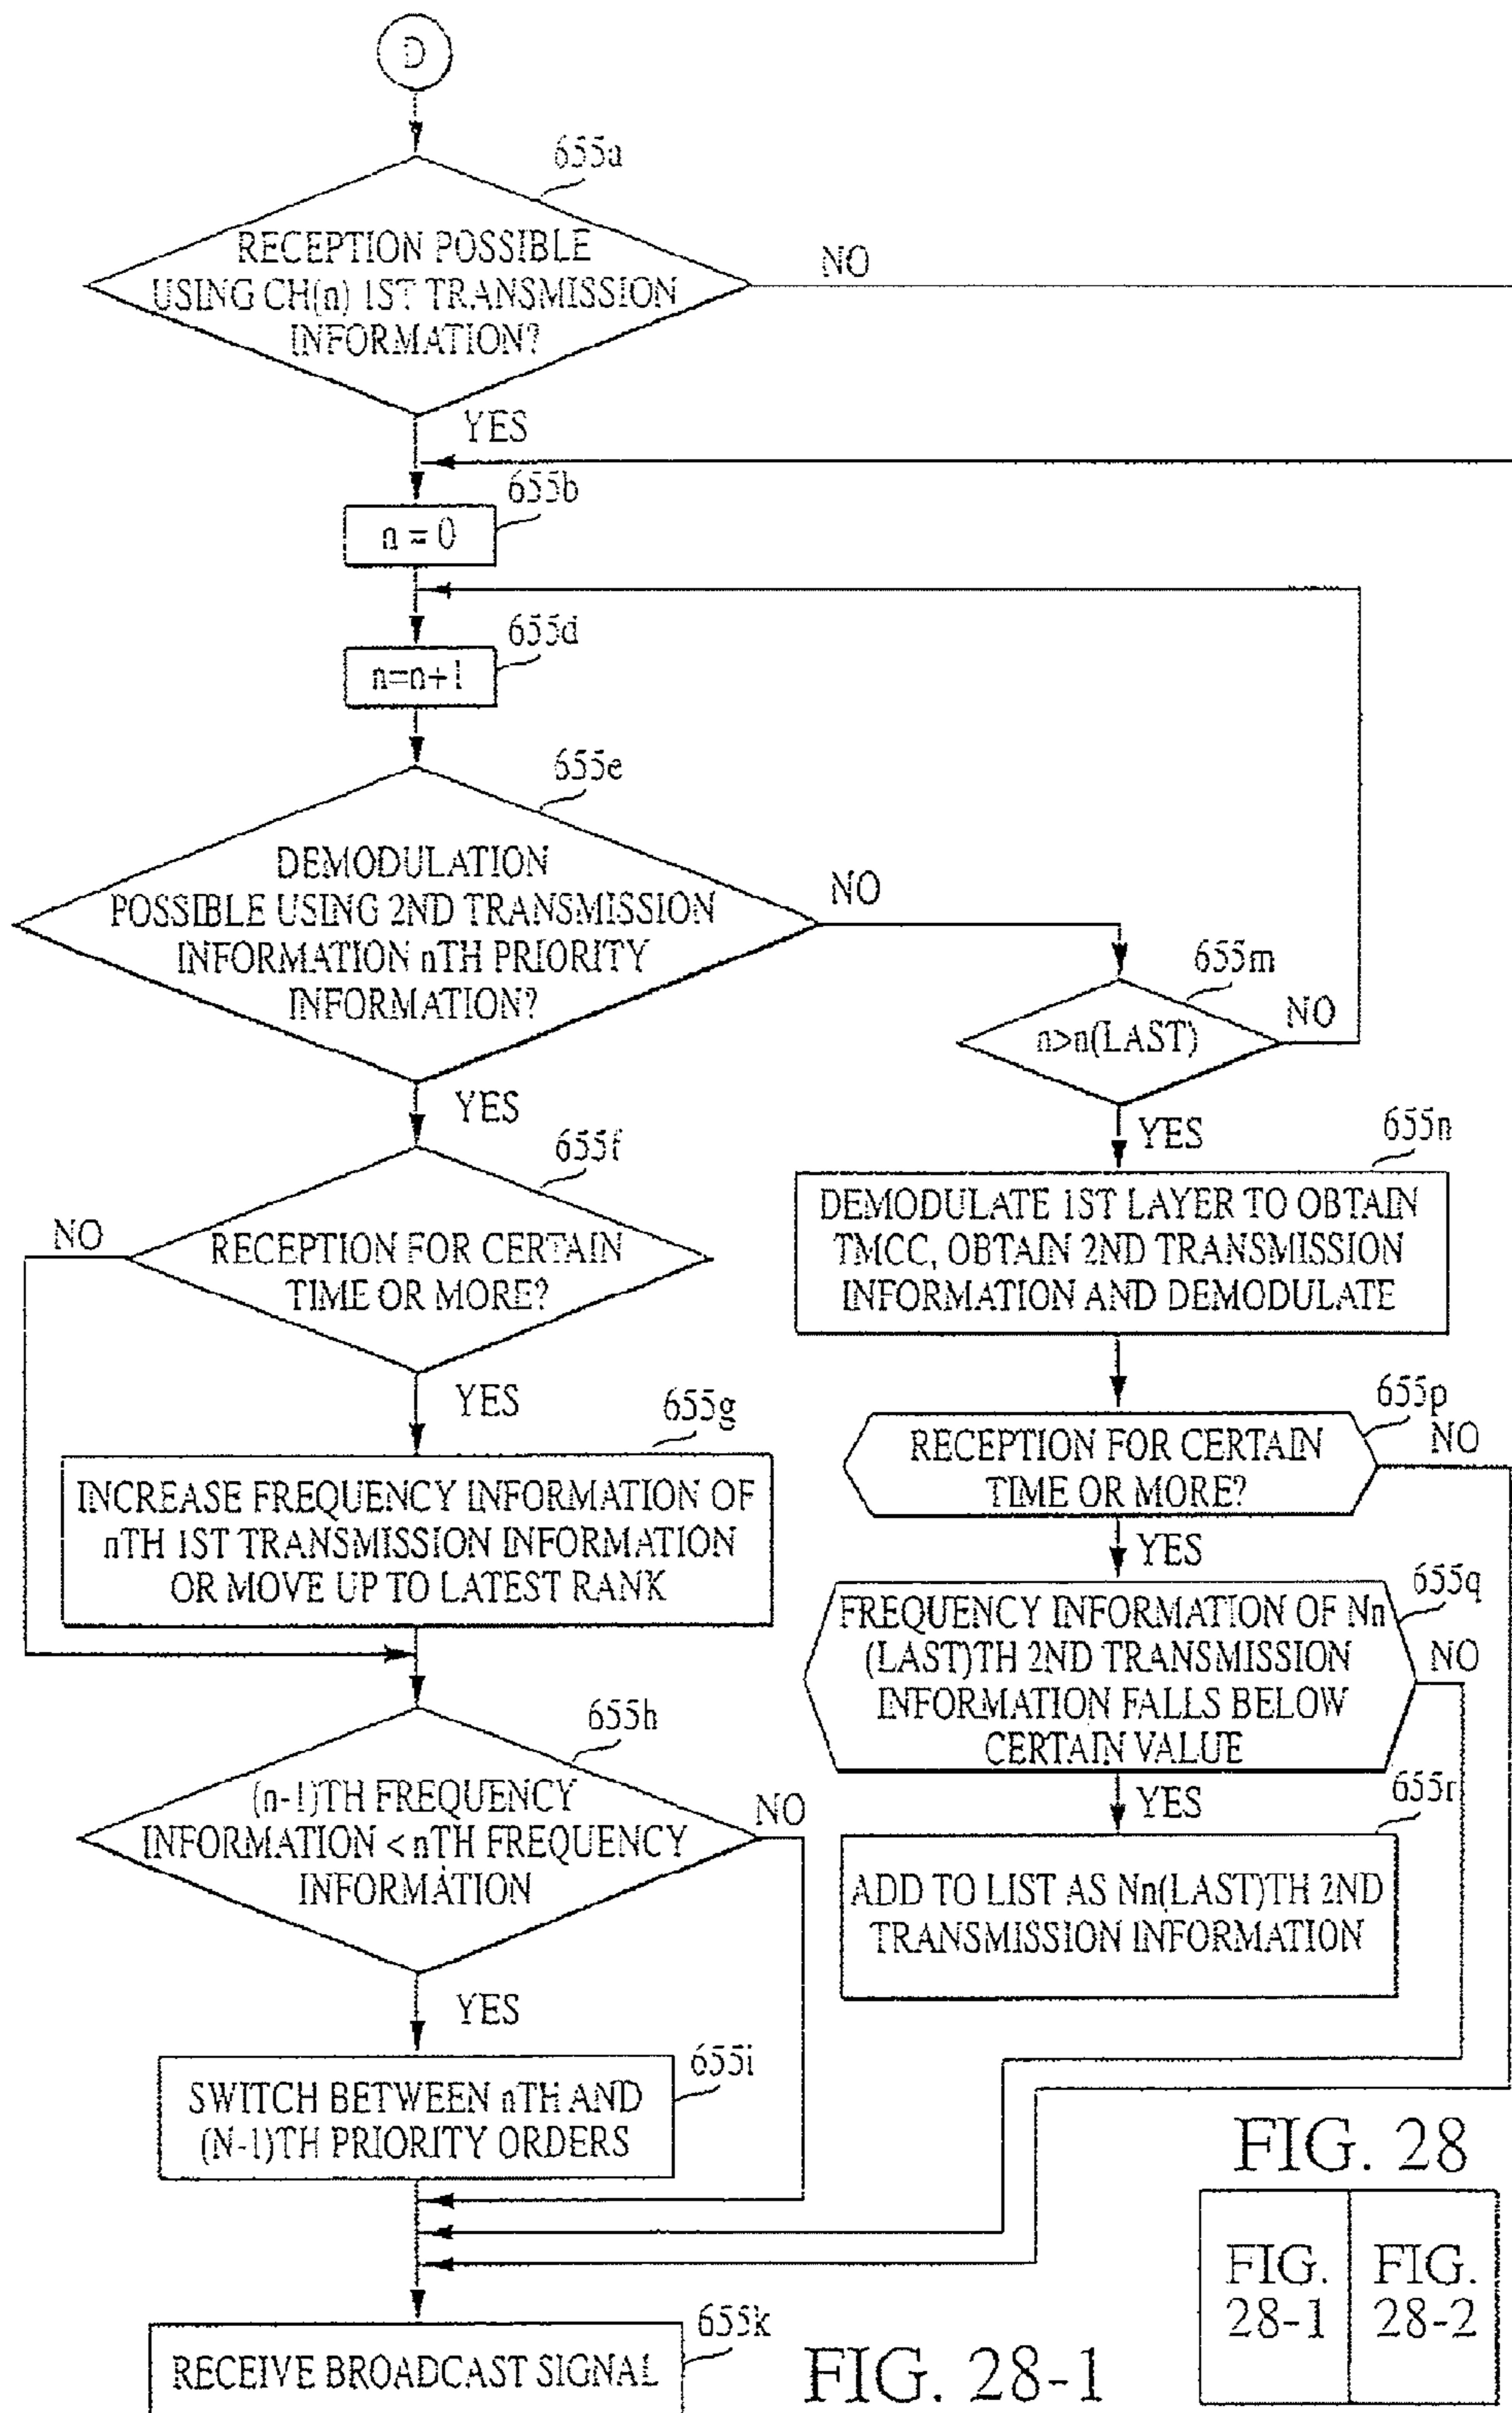 D
655a
RECEPTION POSSIBLE
USING CH(n) 1ST TRANSMISSION
INFORMATION?
NO
YES
655b
n = 0
655d
n=n+1
655e
DEMODULATION
POSSIBLE USING 2ND TRANSMISSION
INFORMATION nTH PRIORITY
INFORMATION?
NO
YES
655m
n>n(LAST)
NO
YES
655f
RECEPTION FOR CERTAIN
TIME OR MORE?
NO
YES
655n
DEMODULATE 1ST LAYER TO OBTAIN
TMCC, OBTAIN 2ND TRANSMISSION
INFORMATION AND DEMODULATE
655g
INCREASE FREQUENCY INFORMATION OF
nTH 1ST TRANSMISSION INFORMATION
OR MOVE UP TO LATEST RANK
655p
RECEPTION FOR CERTAIN
TIME OR MORE?
NO
YES
655q
FREQUENCY INFORMATION OF Nn
(LAST)TH 2ND TRANSMISSION
INFORMATION FALLS BELOW
CERTAIN VALUE
NO
YES
655h
(n-1)TH FREQUENCY
INFORMATION < nTH FREQUENCY
INFORMATION
NO
YES
655r
ADD TO LIST AS Nn(LAST)TH 2ND
TRANSMISSION INFORMATION
655i
SWITCH BETWEEN nTH AND
(N-1)TH PRIORITY ORDERS
655k
RECEIVE BROADCAST SIGNAL
FIG. 28-1
FIG. 28
FIG.
28-1
FIG.
28-2